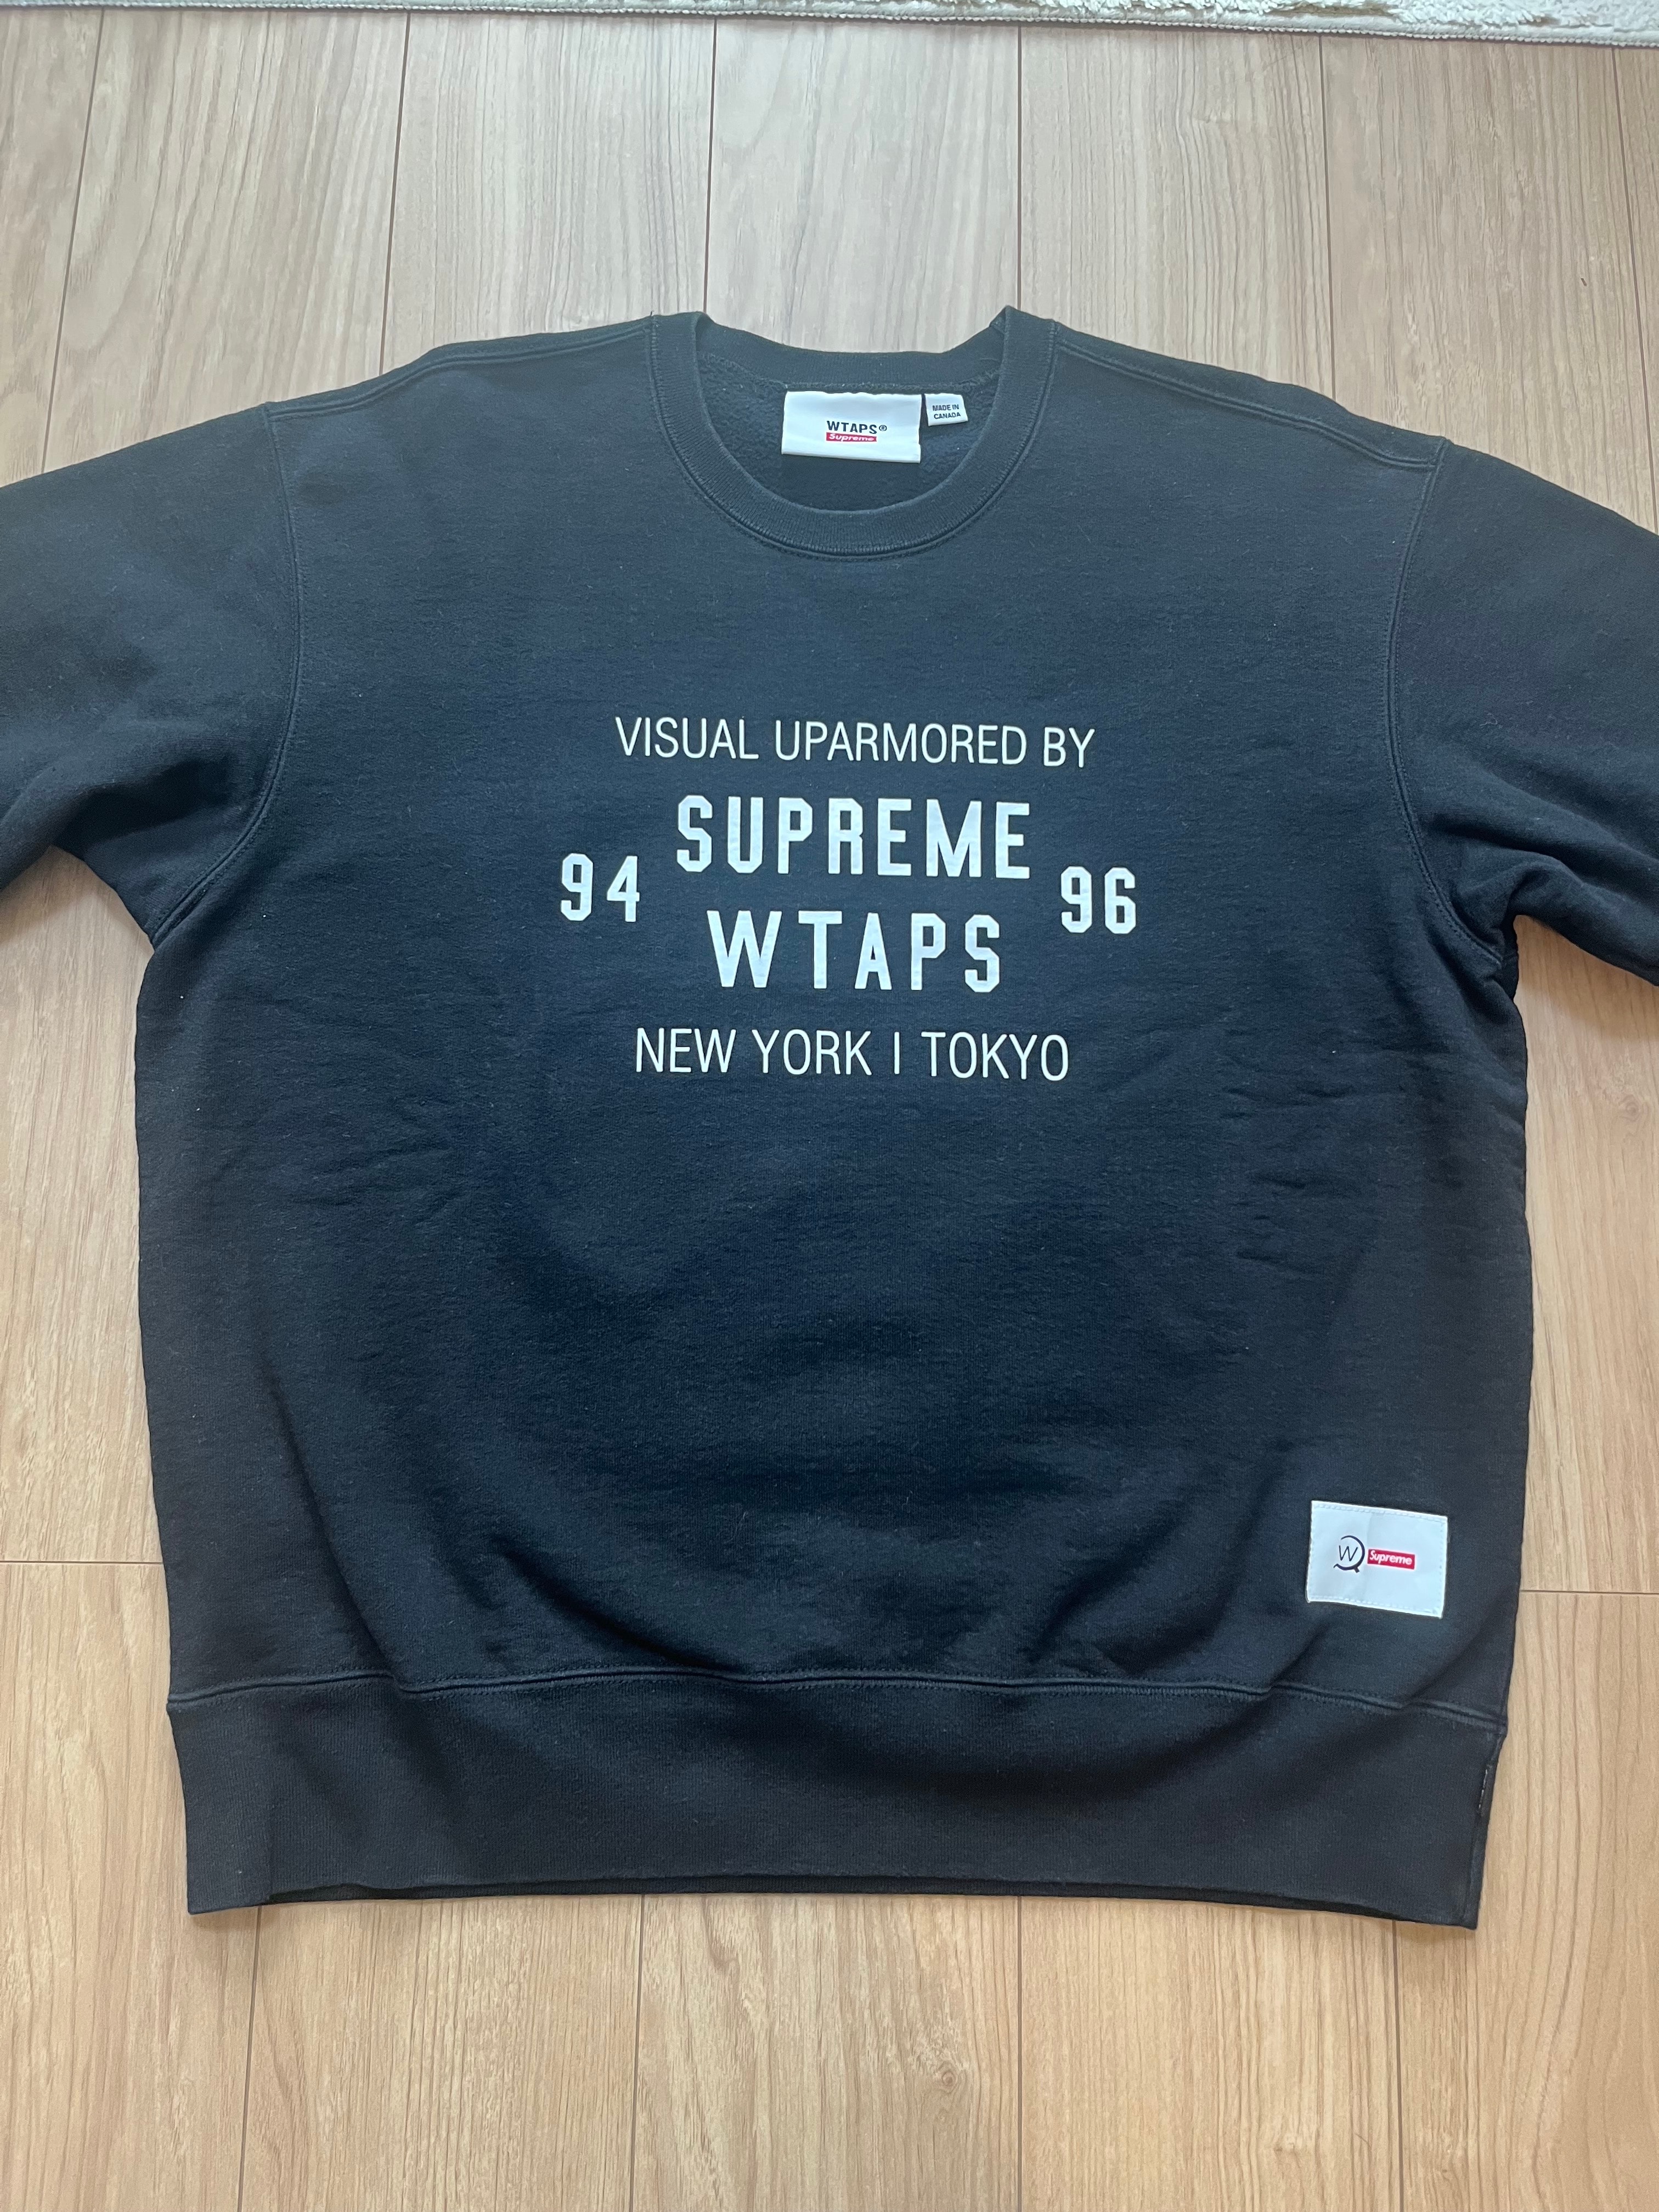 WTAPS®
Supreme
MADE IN
CANADA
VISUAL UPARMORED BY
SUPREME
94 96
WTAPS
NEW YORK | TOKYO
W Supreme